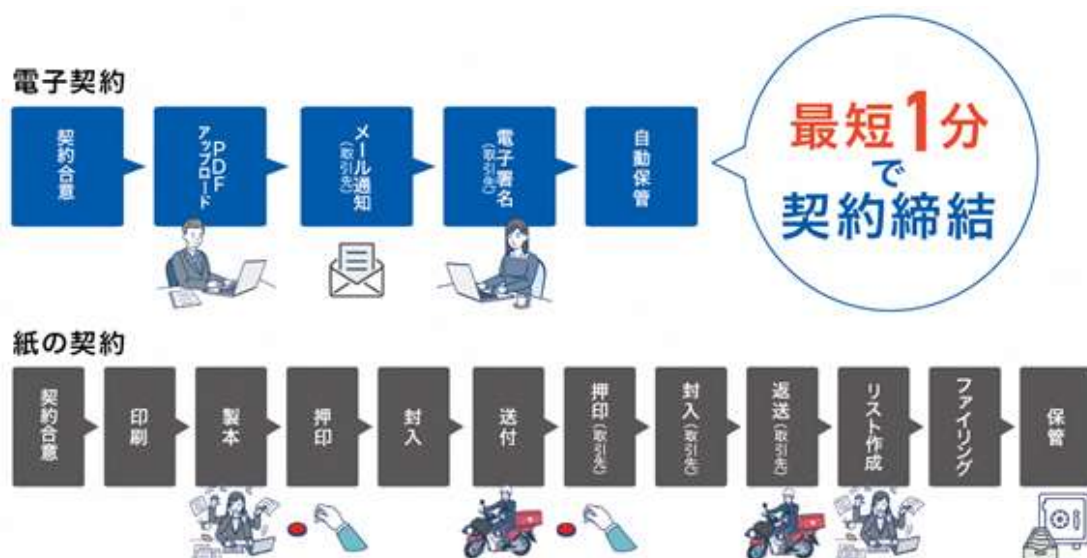 電子契約
契約合意
PDF
アップロード
メール通知
(取引先)
電子署名
(取引先)
自動保管
最短1分
で
契約締結
紙の契約
契約合意
印刷
製本
押印
封入
送付
押印(取引先)
封入(取引先)
返送(取引先)
リスト作成
ファイリング
保管